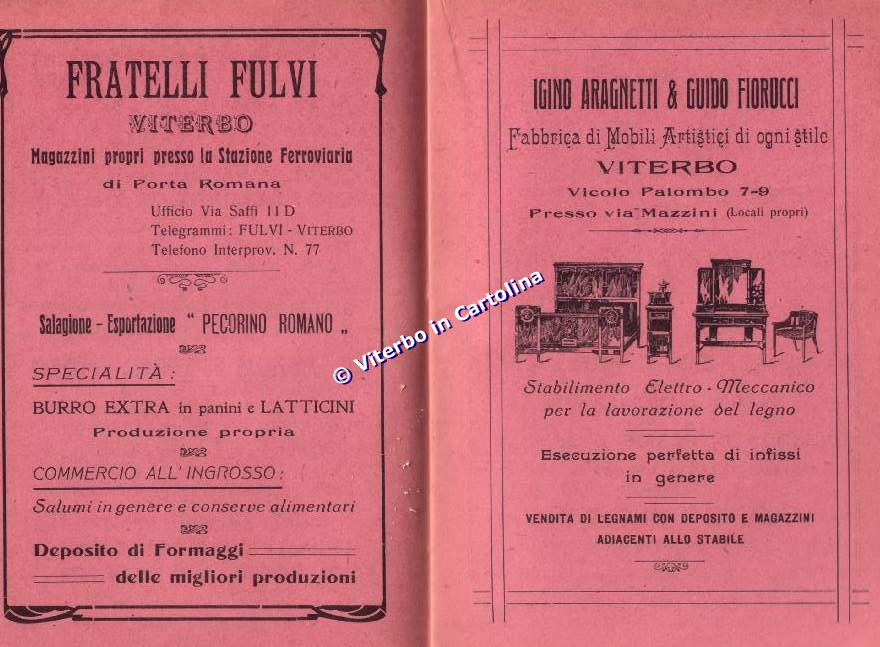 FRATELLI FULVI
VITERBO
Magazzini propri presso la Stazione Ferroviaria
di Porta Romana
Ufficio Via Saffi 11 D
Telegrammi: FULVI - VITERBO
Telefono Interprov. N. 77
Salagione - Esportazione " PECORINO ROMANO „
SPECIALITÀ :
BURRO EXTRA in panini e LATTICINI
Produzione propria
COMMERCIO ALL' INGROSSO :
Salumi in genere e conserve alimentari
Deposito di Formaggi
delle migliori produzioni
IGINO ARAGNETTI & GUIDO FIORUCCI
Fabbrica di Mobili Artistici di ogni stile
VITERBO
Vicolo Palombo 7-9
Presso via Mazzini (Locali propri)
Stabilimento Elettro-Meccanico
per la lavorazione del legno
Esecuzione perfetta di infissi
in genere
VENDITA DI LEGNAMI CON DEPOSITO E MAGAZZINI
ADIACENTI ALLO STABILE
© Viterbo in Cartolina